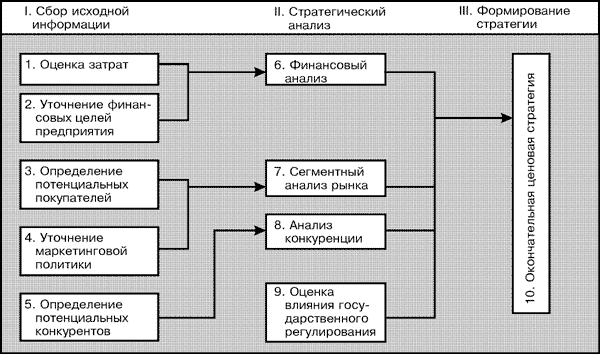 I. Сбор исходной
информации
II. Стратегический
анализ
III. Формирование
стратегии
1. Оценка затрат
2. Уточнение финан-
совых целей
предприятия
3. Определение
потенциальных
покупателей
4. Уточнение
маркетинговой
политики
5. Определение
потенциальных
конкурентов
6. Финансовый
анализ
7. Сегментный
анализ рынка
8. Анализ
конкуренции
9. Оценка
влияния госу-
дарственного
регулирования
10. Окончательная ценовая стратегия